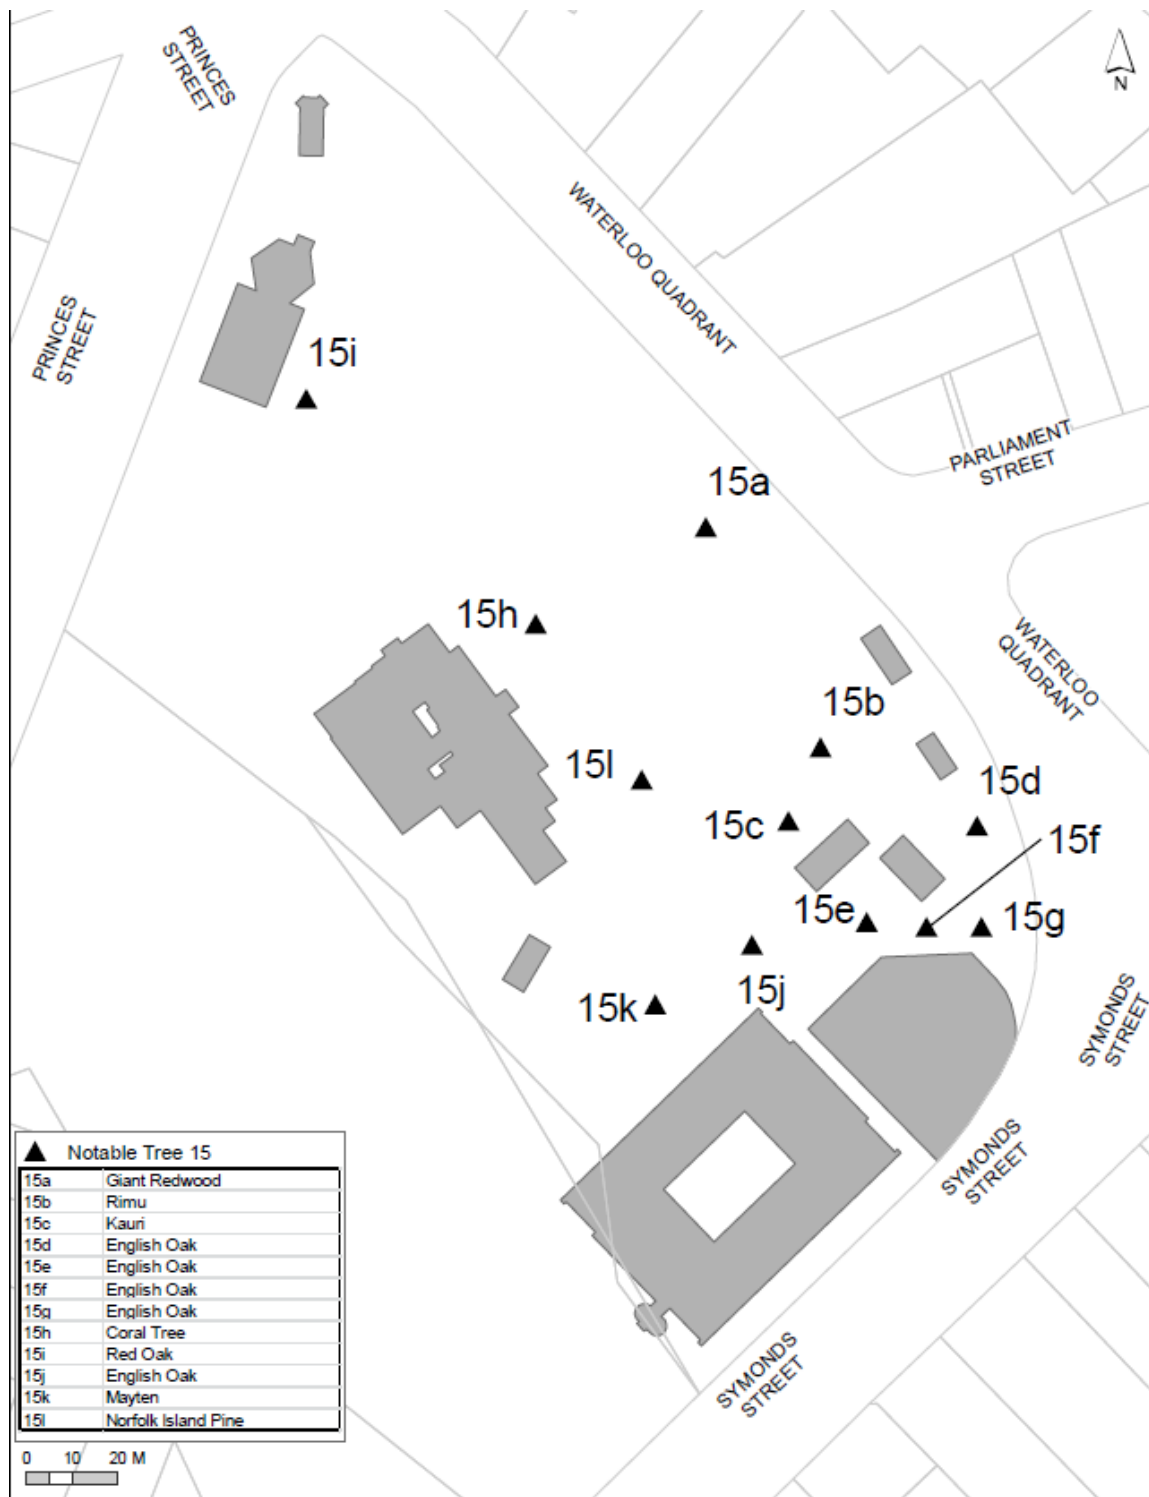 PRINCES
STREET
N
WATERLOO QUADRANT
PRINCES
STREET
15i
PARLIAMENT
STREET
15a
15h
WATERLOO
QUADRANT
15b
15l
15d
15c
15f
15e
15g
15j
15k
SYMONDS
STREET
SYMONDS
STREET
SYMONDS
STREET
Notable Tree 15
15a Giant Redwood
15b Rimu
15c Kauri
15d English Oak
15e English Oak
15f English Oak
15g English Oak
15h Coral Tree
15i Red Oak
15j English Oak
15k Mayten
15l Norfolk Island Pine
0 10 20 M